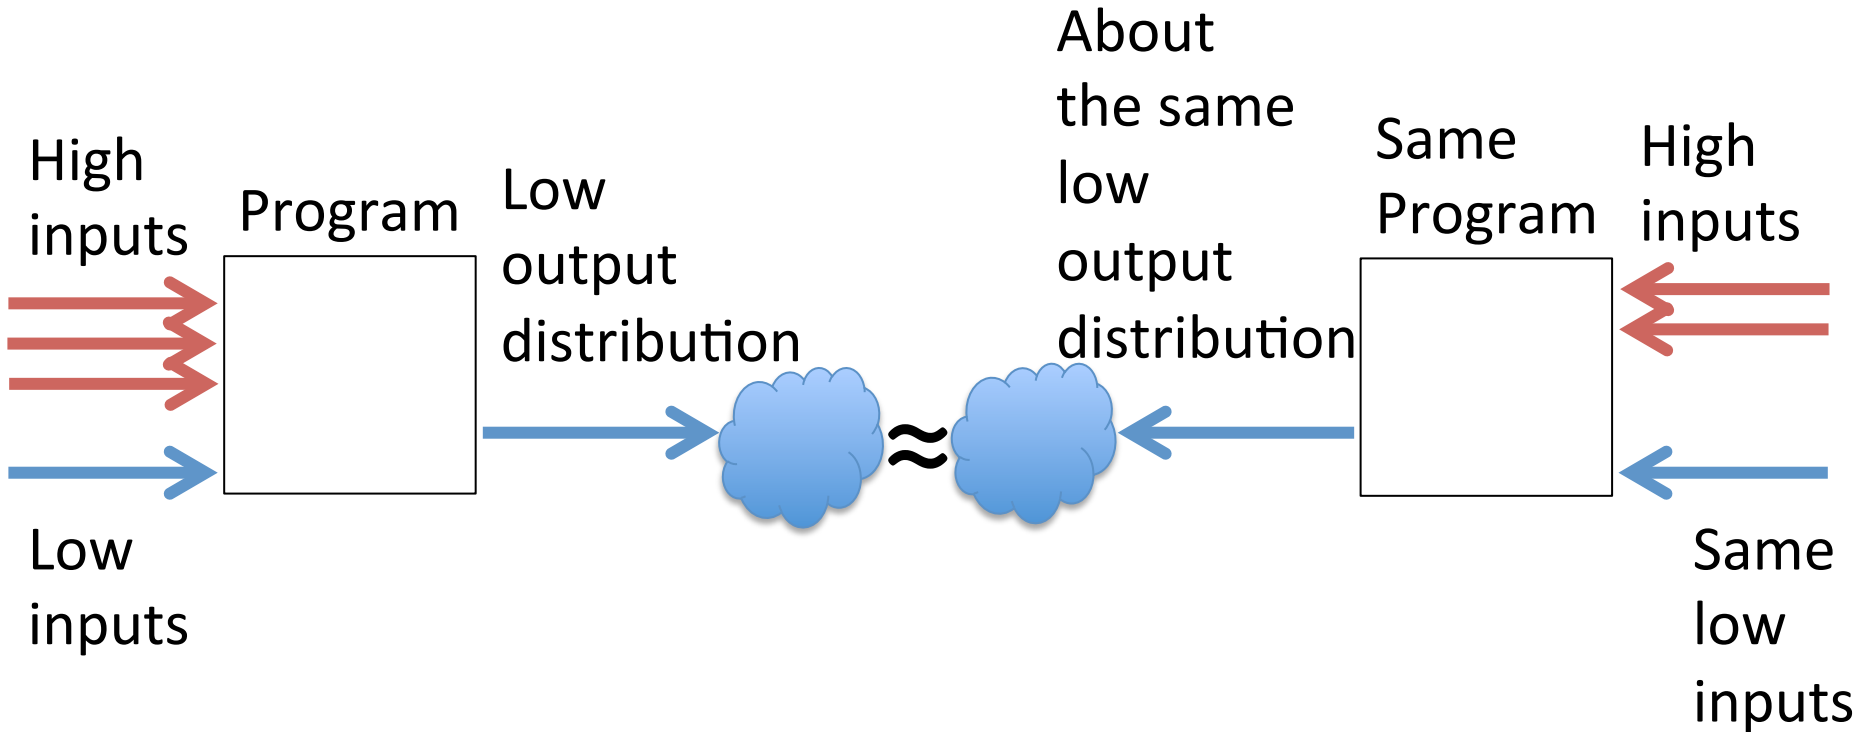 High
inputs
Program
Low
output
distribution
Low
inputs
About
the same
low
output
distribution
Same
Program
High
inputs
Same
low
inputs
≈